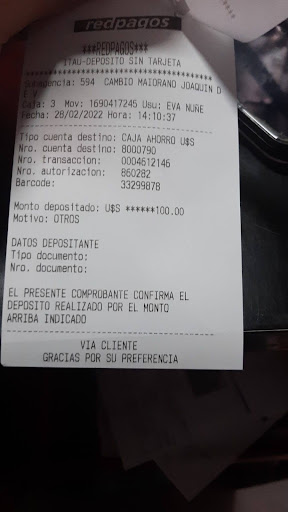 redpagos
***REDPAGOS***
ITAU-DEPOSITO SIN TARJETA
****************************************
Subagencia: 594 CAMBIO MAIORANO JOAQUIN D
E V
Caja: 3 Mov: 1690417245 Usu: EVA NUÑE
Fecha: 28/02/2022 Hora: 14:10:37
----------------------------------------
Tipo cuenta destino: CAJA AHORRO U$S
Nro. cuenta destino: 8000790
Nro. transaccion: 0004612146
Nro. autorizacion: 860282
Barcode: 33299878
Monto depositado: U$S ******100.00
Motivo: OTROS
DATOS DEPOSITANTE
Tipo documento:
Nro. documento:
EL PRESENTE COMPROBANTE CONFIRMA EL
DEPOSITO REALIZADO POR EL MONTO
ARRIBA INDICADO
----------------------------------------
VIA CLIENTE
GRACIAS POR SU PREFERENCIA